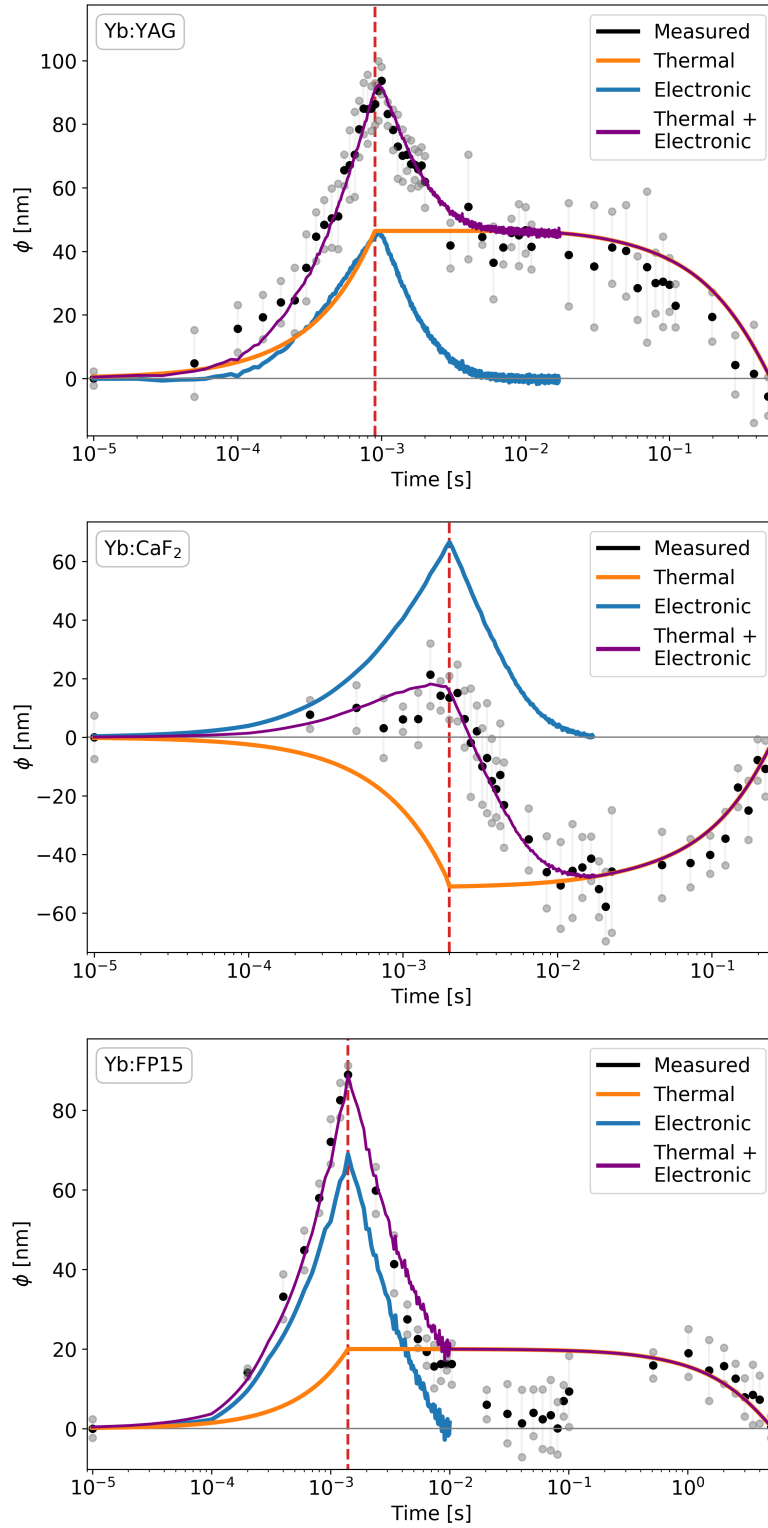 Yb:YAG
Measured
Thermal
Electronic
Thermal +
Electronic
100
80
60
40
20
0
ϕ [nm]
10⁻⁵ 10⁻⁴ 10⁻³ 10⁻² 10⁻¹
Time [s]
Yb:CaF₂
Measured
Thermal
Electronic
Thermal +
Electronic
60
40
20
0
−20
−40
−60
ϕ [nm]
10⁻⁵ 10⁻⁴ 10⁻³ 10⁻² 10⁻¹
Time [s]
Yb:FP15
Measured
Thermal
Electronic
Thermal +
Electronic
80
60
40
20
0
ϕ [nm]
10⁻⁵ 10⁻⁴ 10⁻³ 10⁻² 10⁻¹ 10⁰
Time [s]